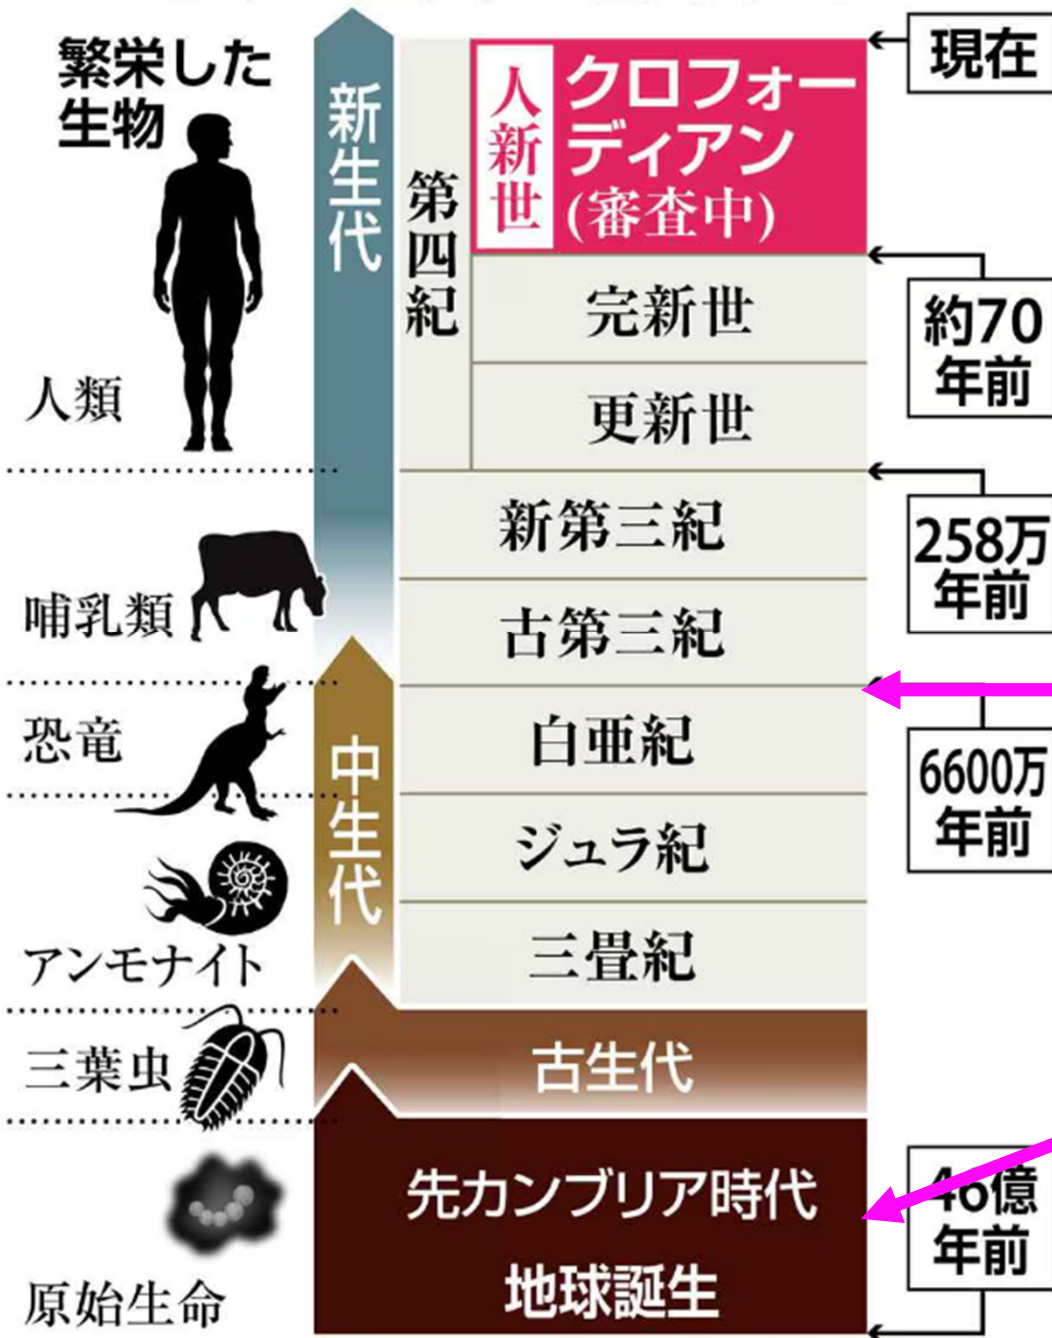 繁栄した
生物
人類
哺乳類
恐竜
アンモナイト
三葉虫
原始生命
新生代
中生代
第四紀
人新世
クロフォー
ディアン
(審査中)
完新世
更新世
新第三紀
古第三紀
白亜紀
ジュラ紀
三畳紀
古生代
先カンブリア時代
地球誕生
現在
約70
年前
258万
年前
6600万
年前
46億
年前